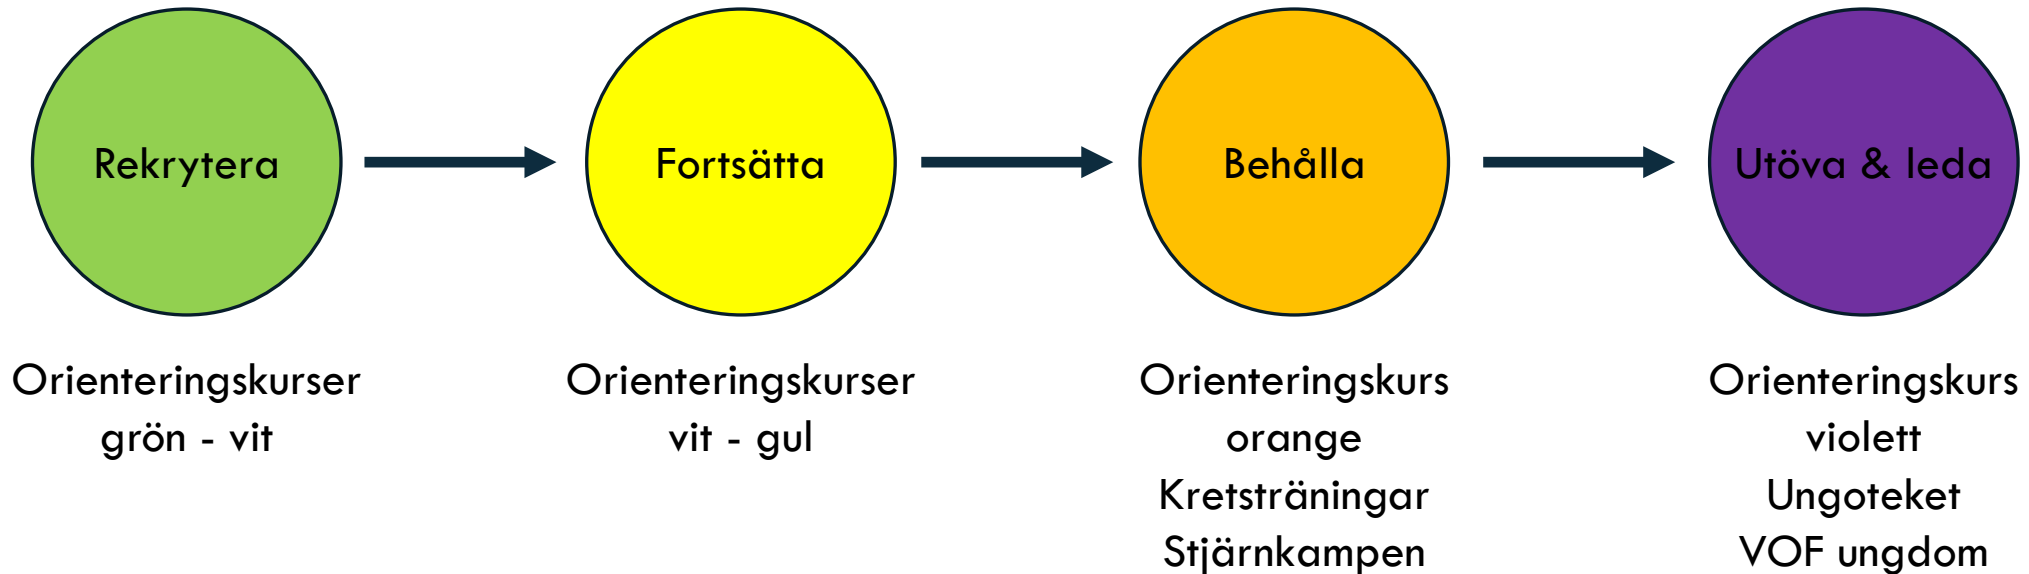 Rekrytera
Fortsätta
Behålla
Utöva & leda
Orienteringskurser
grön - vit
Orienteringskurser
vit - gul
Orienteringskurs
orange
Kretsträningar
Stjärnkampen
Orienteringskurs
violett
Ungoteket
VOF ungdom